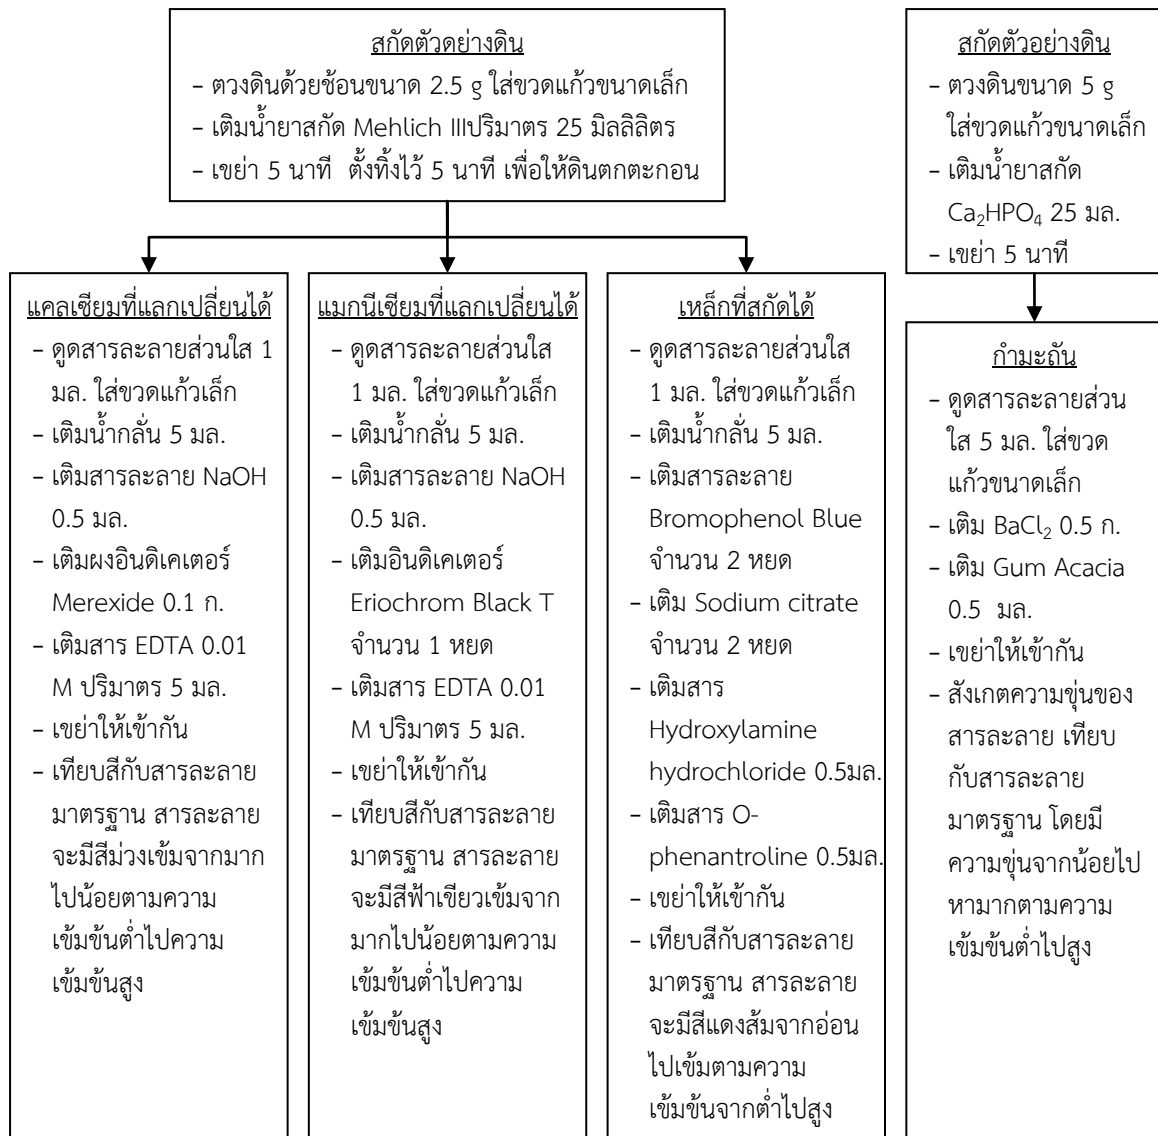 สกัดตัวดย่างดิน
- ตวงดินด้วยช้อนขนาด 2.5 g ใส่ขวดแก้วขนาดเล็ก
- เติมน้ำยาสกัด Mehlich IIIปริมาตร 25 มิลลิลิตร
- เขย่า 5 นาที ตั้งทิ้งไว้ 5 นาที เพื่อให้ดินตกตะกอน
สกัดตัวอย่างดิน
- ตวงดินขนาด 5 g
ใส่ขวดแก้วขนาดเล็ก
- เติมน้ำยาสกัด
Ca₂HPO₄ 25 มล.
- เขย่า 5 นาที
แคลเซียมที่แลกเปลี่ยนได้
- ดูดสารละลายส่วนใส 1
มล. ใส่ขวดแก้วเล็ก
- เติมน้ำกลั่น 5 มล.
- เติมสารละลาย NaOH
0.5 มล.
- เติมผงอินดิเคเตอร์
Merexide 0.1 ก.
- เติมสาร EDTA 0.01
M ปริมาตร 5 มล.
- เขย่าให้เข้ากัน
- เทียบสีกับสารละลาย
มาตรฐาน สารละลาย
จะมีสีม่วงเข้มจากมาก
ไปน้อยตามความ
เข้มข้นต่ำไปความ
เข้มข้นสูง
แมกนีเซียมที่แลกเปลี่ยนได้
- ดูดสารละลายส่วนใส
1 มล. ใส่ขวดแก้วเล็ก
- เติมน้ำกลั่น 5 มล.
- เติมสารละลาย NaOH
0.5 มล.
- เติมอินดิเคเตอร์
Eriochrom Black T
จำนวน 1 หยด
- เติมสาร EDTA 0.01
M ปริมาตร 5 มล.
- เขย่าให้เข้ากัน
- เทียบสีกับสารละลาย
มาตรฐาน สารละลาย
จะมีสีฟ้าเขียวเข้มจาก
มากไปน้อยตามความ
เข้มข้นต่ำไปความ
เข้มข้นสูง
เหล็กที่สกัดได้
- ดูดสารละลายส่วนใส
1 มล. ใส่ขวดแก้วเล็ก
- เติมน้ำกลั่น 5 มล.
- เติมสารละลาย
Bromophenol Blue
จำนวน 2 หยด
- เติม Sodium citrate
จำนวน 2 หยด
- เติมสาร
Hydroxylamine
hydrochloride 0.5มล.
- เติมสาร O-
phenantroline 0.5มล.
- เขย่าให้เข้ากัน
- เทียบสีกับสารละลาย
มาตรฐาน สารละลาย
จะมีสีแดงส้มจากอ่อน
ไปเข้มตามความ
เข้มข้นจากต่ำไปสูง
กำมะถัน
- ดูดสารละลายส่วน
ใส 5 มล. ใส่ขวด
แก้วขนาดเล็ก
- เติม BaCl₂ 0.5 ก.
- เติม Gum Acacia
0.5 มล.
- เขย่าให้เข้ากัน
- สังเกตความขุ่นของ
สารละลาย เทียบ
กับสารละลาย
มาตรฐาน โดยมี
ความขุ่นจากน้อยไป
หามากตามความ
เข้มข้นต่ำไปสูง